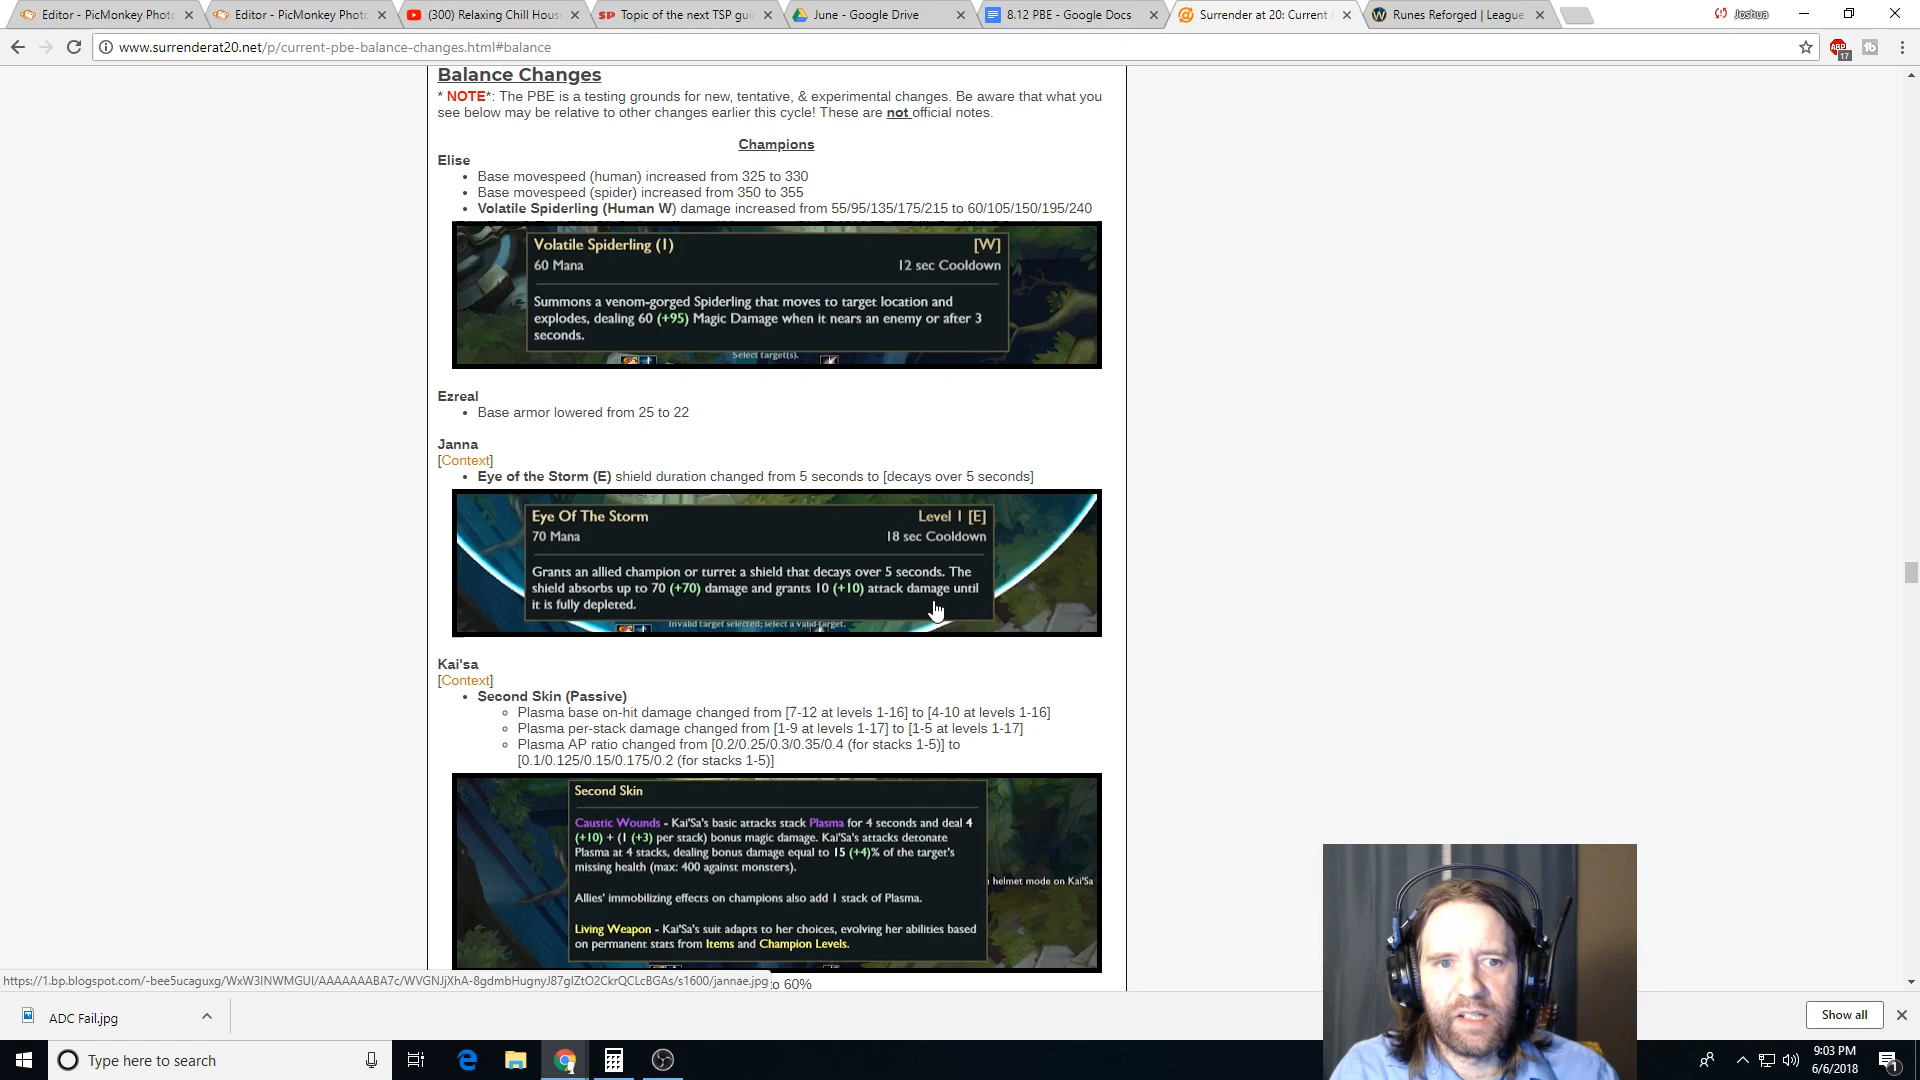 Editor - PicMonkey Phot
Editor - PicMonkey Phot
(300) Relaxing Chill Hous
SP Topic of the next TSP gui
June - Google Drive
8.12 PBE - Google Docs
Surrender at 20: Current
Runes Reforged | League
Joshua
www.surrenderat20.net/p/current-pbe-balance-changes.html#balance
17
Balance Changes
* NOTE*: The PBE is a testing grounds for new, tentative, & experimental changes. Be aware that what you
see below may be relative to other changes earlier this cycle! These are not official notes.
Champions
Elise
• Base movespeed (human) increased from 325 to 330
• Base movespeed (spider) increased from 350 to 355
• Volatile Spiderling (Human W) damage increased from 55/95/135/175/215 to 60/105/150/195/240
Volatile Spiderling (1) [W]
60 Mana 12 sec Cooldown
Summons a venom-gorged Spiderling that moves to target location and
explodes, dealing 60 (+95) Magic Damage when it nears an enemy or after 3
seconds.
Select target(s).
Ezreal
• Base armor lowered from 25 to 22
Janna
[Context]
• Eye of the Storm (E) shield duration changed from 5 seconds to [decays over 5 seconds]
Eye Of The Storm Level 1 [E]
70 Mana 18 sec Cooldown
Grants an allied champion or turret a shield that decays over 5 seconds. The
shield absorbs up to 70 (+70) damage and grants 10 (+10) attack damage until
it is fully depleted.
Invalid target selected; select a valid target.
Kai'sa
[Context]
• Second Skin (Passive)
◦ Plasma base on-hit damage changed from [7-12 at levels 1-16] to [4-10 at levels 1-16]
◦ Plasma per-stack damage changed from [1-9 at levels 1-17] to [1-5 at levels 1-17]
◦ Plasma AP ratio changed from [0.2/0.25/0.3/0.35/0.4 (for stacks 1-5)] to
[0.1/0.125/0.15/0.175/0.2 (for stacks 1-5)]
Second Skin
Caustic Wounds - Kai'Sa's basic attacks stack Plasma for 4 seconds and deal 4
(+10) + (1 (+3) per stack) bonus magic damage. Kai'Sa's attacks detonate
Plasma at 4 stacks, dealing bonus damage equal to 15 (+4)% of the target's
missing health (max: 400 against monsters).
helmet mode on Kai'Sa
Allies' immobilizing effects on champions also add 1 stack of Plasma.
Living Weapon - Kai'Sa's suit adapts to her choices, evolving her abilities based
on permanent stats from Items and Champion Levels.
https://1.bp.blogspot.com/-bee5ucaguxg/WxW3INWMGUI/AAAAAAABA7c/WVGNJjXhA-8gdmbHugnyJ87gIZtO2CkrQCLcBGAs/s1600/jannae.jpg
to 60%
ADC Fail.jpg
Show all
Type here to search
9:03 PM
6/6/2018
1